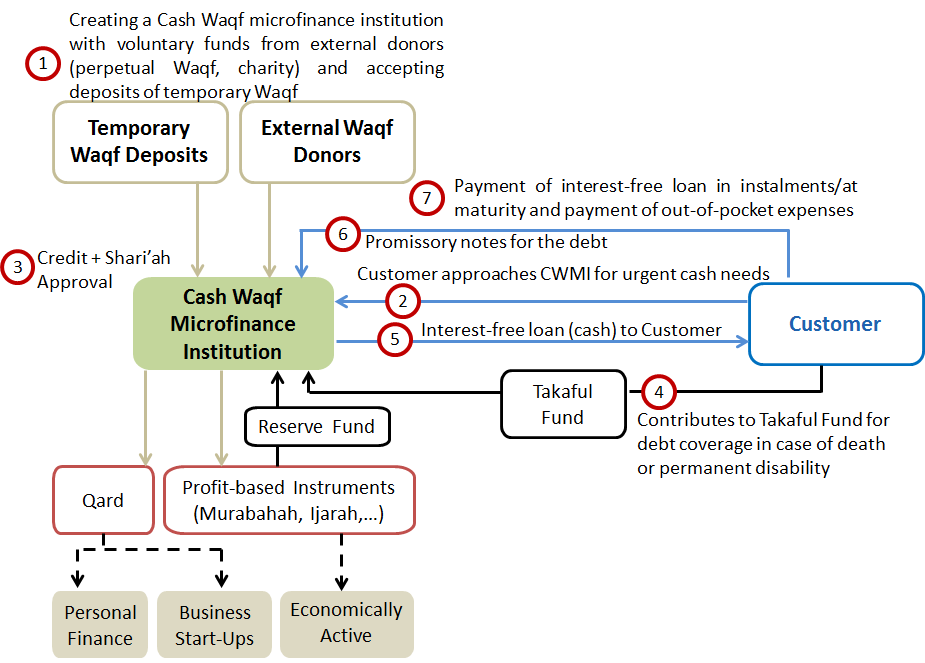 Creating a Cash Waqf microfinance institution
with voluntary funds from external donors
(perpetual Waqf, charity) and accepting
deposits of temporary Waqf
1
Temporary
Waqf Deposits
External Waqf
Donors
7
Payment of interest-free loan in instalments/at
maturity and payment of out-of-pocket expenses
6
Promissory notes for the debt
3
Credit + Shari’ah
Approval
Customer approaches CWMI for urgent cash needs
2
Cash Waqf
Microfinance
Institution
Customer
5
Interest-free loan (cash) to Customer
Takaful
Fund
4
Contributes to Takaful Fund for
debt coverage in case of death
or permanent disability
Reserve Fund
Qard
Profit-based Instruments
(Murabahah, Ijarah,...)
Personal
Finance
Business
Start-Ups
Economically
Active